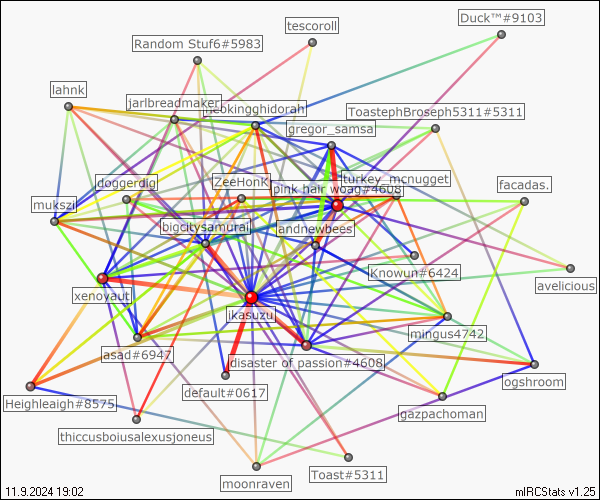 Duck™#9103
tescoroll
Random Stuf6#5983
lahnk
jarlbreadmaker
neokingghidorah
ToastephBroseph5311#5311
gregor_samsa
doggerdig
ZeeHonK
turkey_mcnugget
pink hair woag#4608
facadas.
mukszi
bigcitysamurai
andnewbees
Knowun#6424
avelicious
xenoyaut
ikasuzu
mingus4742
asad#6947
disaster of passion#4608
ogshroom
default#0617
Heighleaigh#8575
gazpachoman
thiccusboiusalexusjoneus
Toast#5311
moonraven
11.9.2024 19:02
mIRCStats v1.25